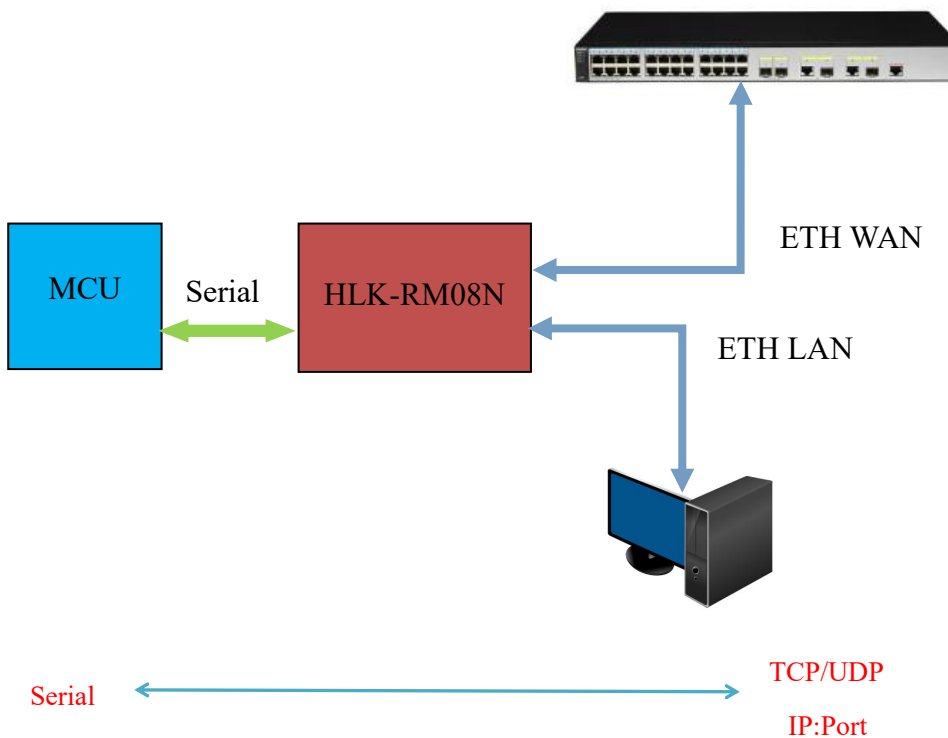 ETH WAN
MCU
Serial
HLK-RM08N
ETH LAN
Serial
TCP/UDP
IP:Port